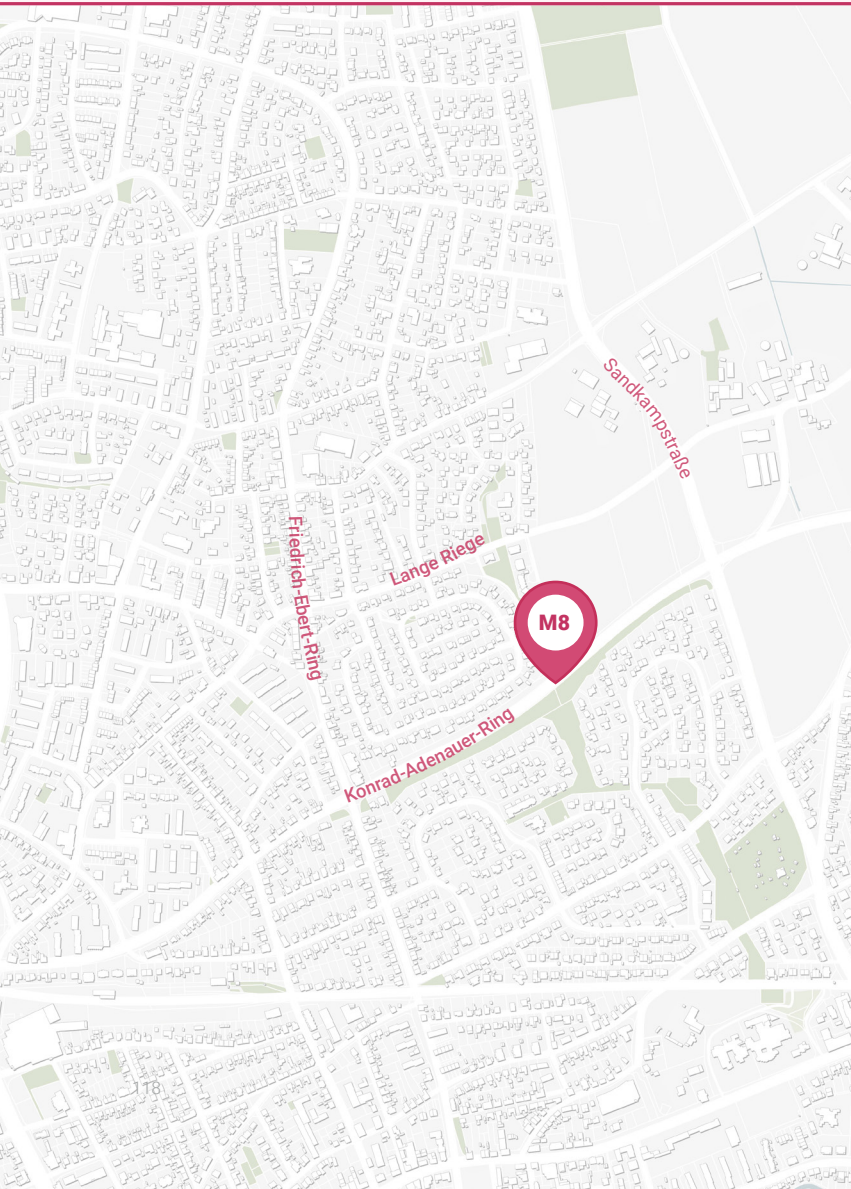 Sandkampstraße
Friedrich-Ebert-Ring
Lange Riege
M8
Konrad-Adenauer-Ring
118